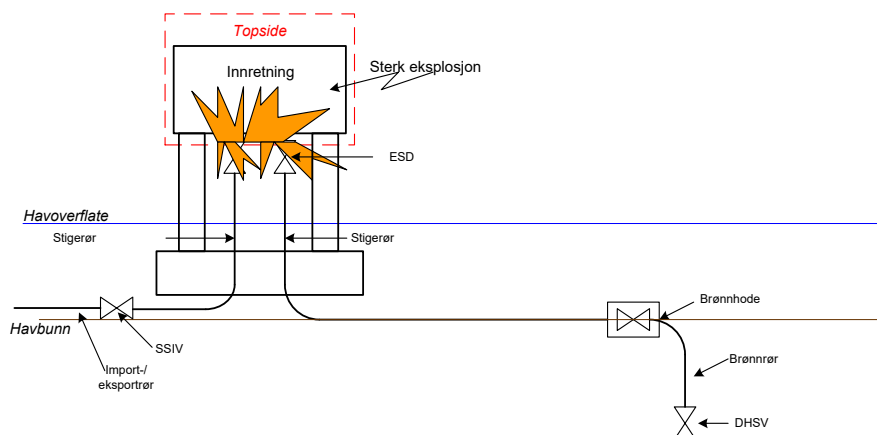 Topside
Innretning
Sterk eksplosjon
ESD
Havoverflate
Stigerør
Stigerør
Brønnhode
Havbunn
SSIV
Import-/
eksportrør
Brønnrør
DHSV